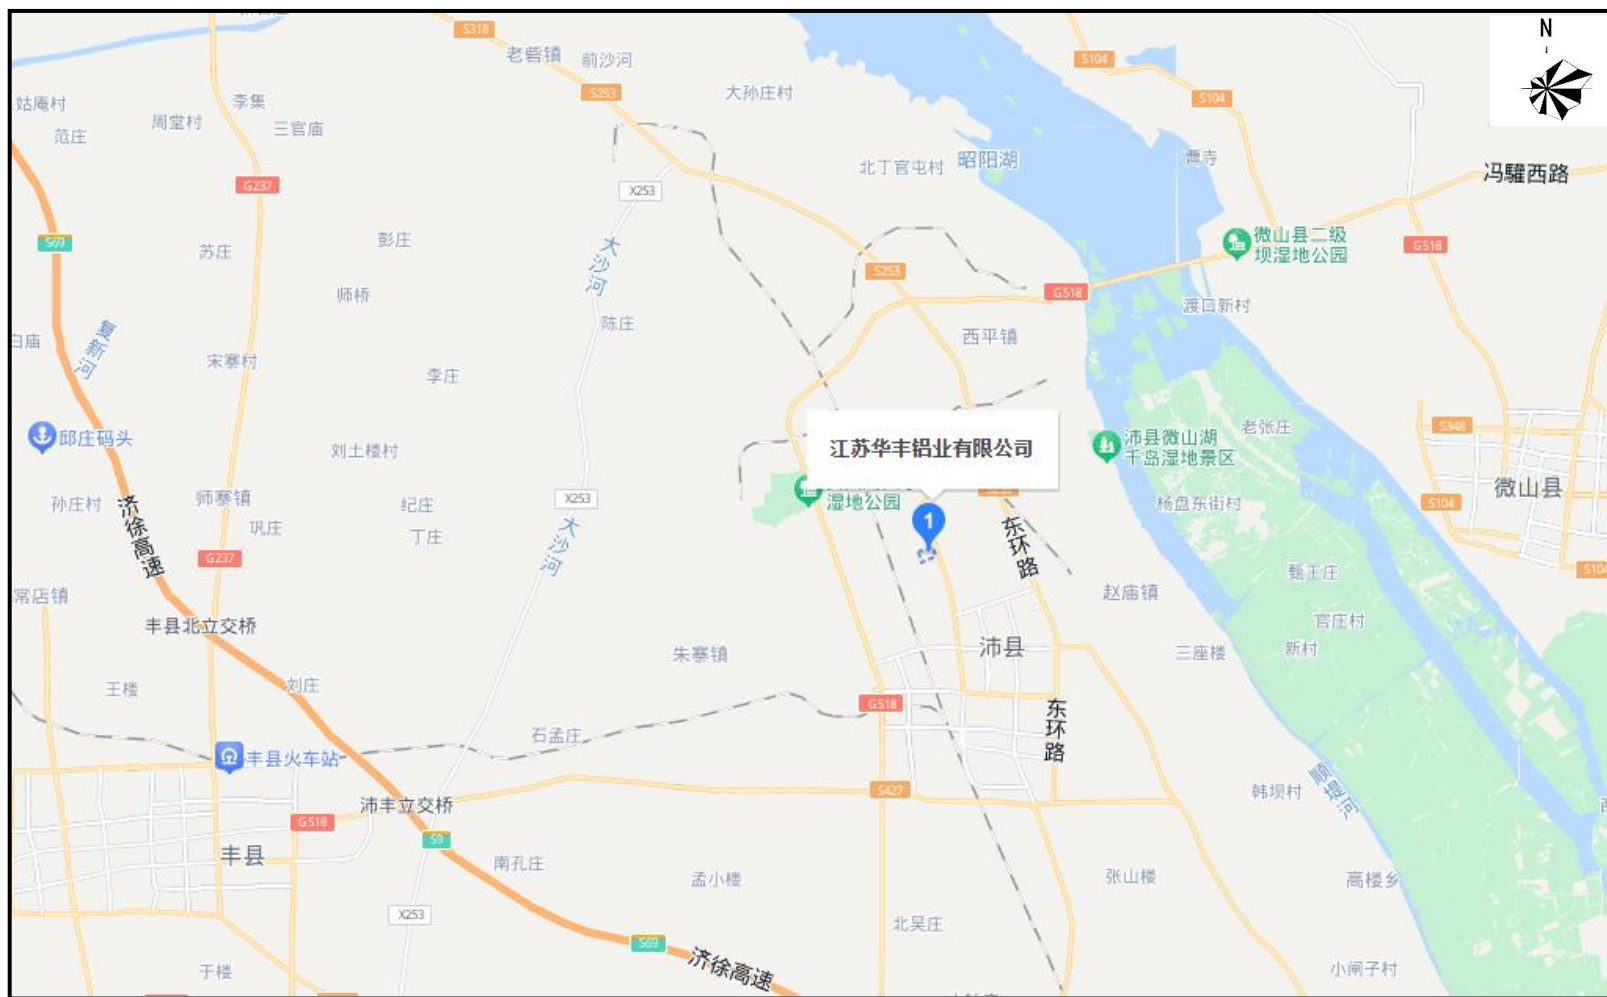 N
S318
老砦镇
前沙河
S104
S253
大孙庄村
S104
姑庵村
李集
周堂村
三官庙
范庄
北丁官屯村
昭阳湖
曹寺
冯驩西路
G237
X253
S69
苏庄
彭庄
大沙河
微山县二级
坝湿地公园
G518
S253
师桥
G518
渡口新村
陈庄
复新河
西平镇
宋寨村
李庄
邱庄码头
刘土楼村
江苏华丰铝业有限公司
沛县微山湖
千岛湿地景区
老张庄
S348
微山县
孙庄村
师寨镇
纪庄
X253
湿地公园
杨盘东街村
S104
济徐高速
巩庄
丁庄
大沙河
1
东环路
G237
常店镇
赵庙镇
甄王庄
S104
丰县北立交桥
官庄村
朱寨镇
沛县
三座楼
新村
王楼
刘庄
G518
东环路
石孟庄
丰县火车站
沛丰立交桥
S427
韩坝村
顺堤河
G518
S9
丰县
南孔庄
孟小楼
张山楼
高楼乡
X253
北吴庄
S69
济徐高速
于楼
小闸子村